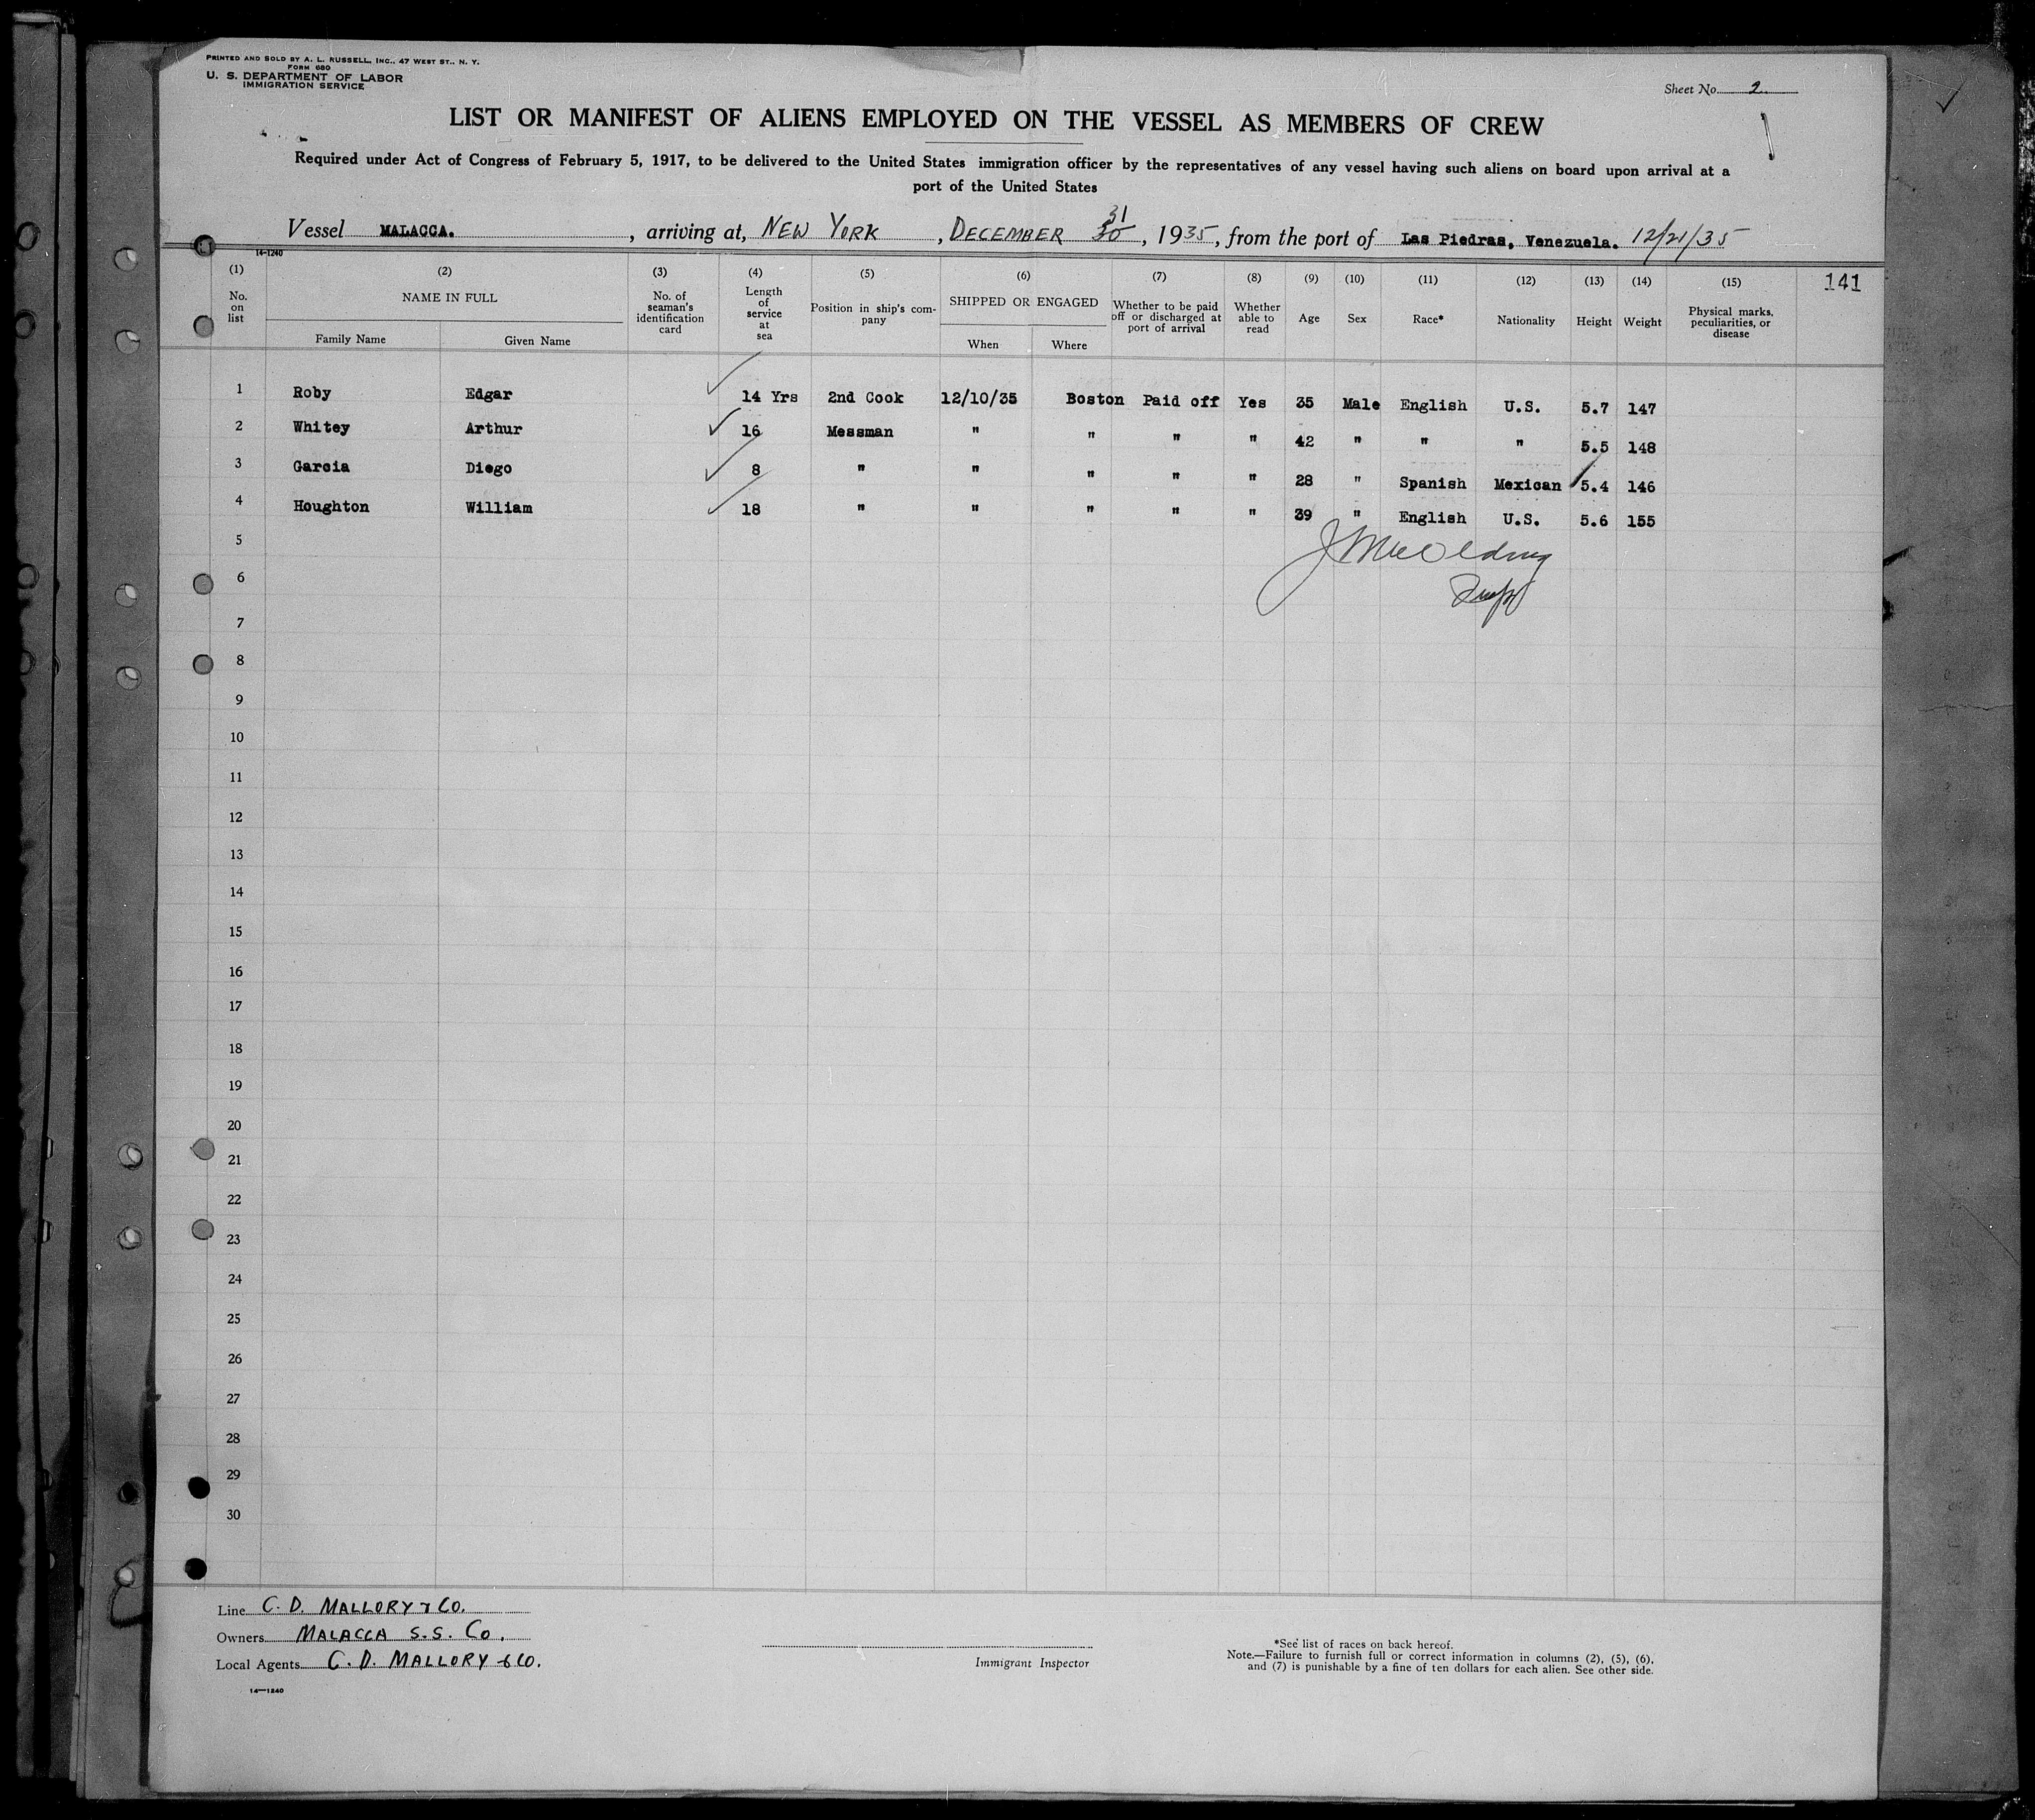 PRINTED AND SOLD BY A. L. RUSSELL, INC., 47 WEST ST., N. Y.
FORM 680
U. S. DEPARTMENT OF LABOR
IMMIGRATION SERVICE
Sheet No. 2.
LIST OR MANIFEST OF ALIENS EMPLOYED ON THE VESSEL AS MEMBERS OF CREW
Required under Act of Congress of February 5, 1917, to be delivered to the United States immigration officer by the representatives of any vessel having such aliens on board upon arrival at a
port of the United States
31
Vessel MALACCA. , arriving at, NEW YORK , DECEMBER 30 , 1935, from the port of Las Piedras, Venezuela. 12/21/35
14-1240
(1) No. on list (2) NAME IN FULL Family Name Given Name (3) No. of seaman's identification card (4) Length of service at sea (5) Position in ship's company (6) SHIPPED OR ENGAGED When Where (7) Whether to be paid off or discharged at port of arrival (8) Whether able to read (9) Age (10) Sex (11) Race* (12) Nationality (13) Height (14) Weight (15) Physical marks, peculiarities, or disease 141
1 Roby Edgar 14 Yrs 2nd Cook 12/10/35 Boston Paid off Yes 35 Male English U.S. 5.7 147
2 Whitey Arthur 16 Messman " " " " 42 " " " 5.5 148
3 Garcia Diego 8 " " " " " 28 " Spanish Mexican 5.4 146
4 Houghton William 18 " " " " " 39 " English U.S. 5.6 155
5
6
7
8
9
10
11
12
13
14
15
16
17
18
19
20
21
22
23
24
25
26
27
28
29
30
Line C. D. MALLORY & CO.
Owners MALACCA S.S. CO.
Local Agents C. D. MALLORY & CO.
14—1240
Immigrant Inspector
*See list of races on back hereof.
Note.—Failure to furnish full or correct information in columns (2), (5), (6),
and (7) is punishable by a fine of ten dollars for each alien. See other side.